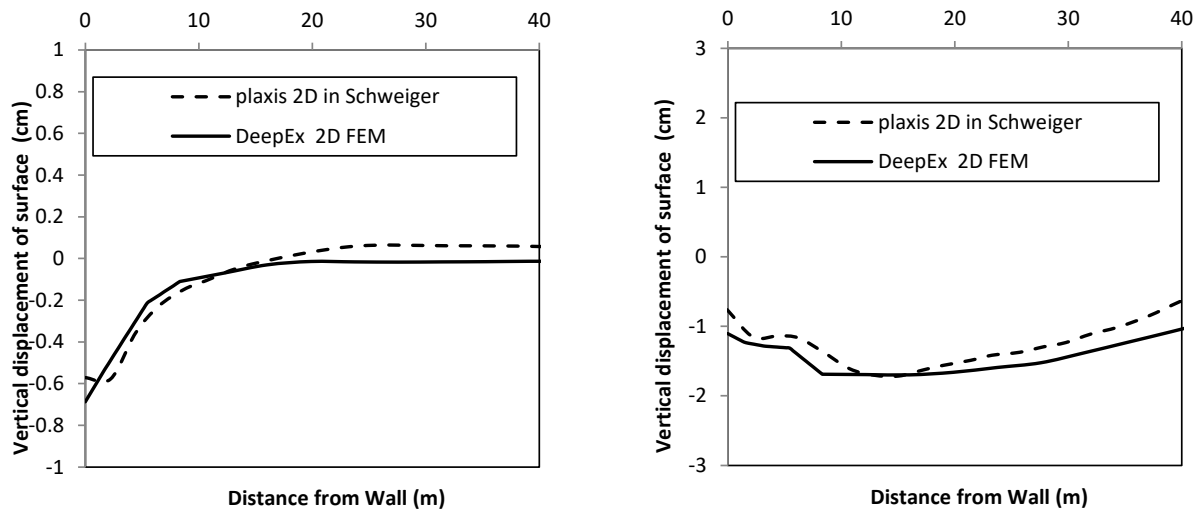 0 10 20 30 40
1
0.8
0.6
0.4
0.2
0
-0.2
-0.4
-0.6
-0.8
-1
Vertical displacement of surface (cm)
plaxis 2D in Schweiger
DeepEx 2D FEM
Distance from Wall (m)
0 10 20 30 40
3
2
1
0
-1
-2
-3
Vertical displacement of surface (cm)
plaxis 2D in Schweiger
DeepEx 2D FEM
Distance from Wall (m)